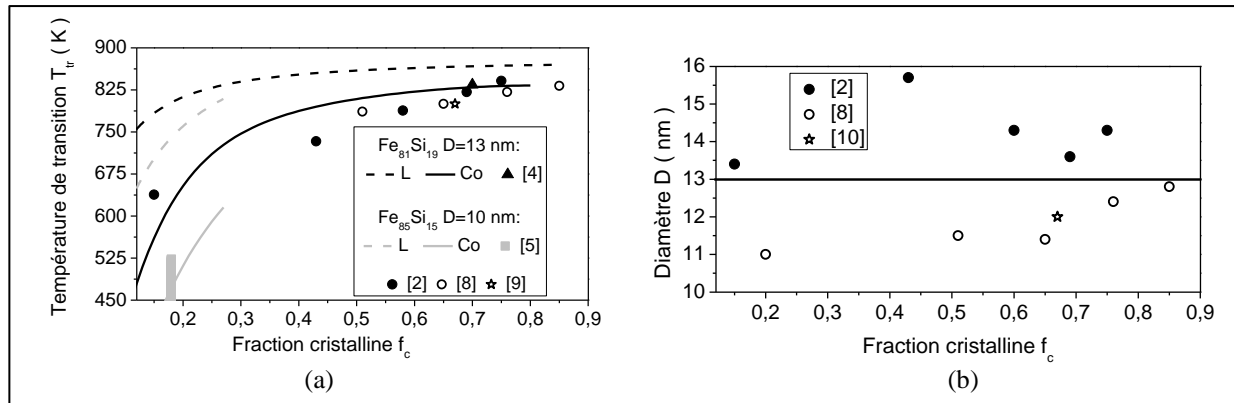 Température de transition Ttr ( K )
900
825
750
675
600
525
450
0,2 0,3 0,4 0,5 0,6 0,7 0,8 0,9
Fraction cristalline fc
Fe81Si19 D=13 nm:
L Co [4]
Fe85Si15 D=10 nm:
L Co [5]
[2] [8] [9]
(a)
Diamètre D ( nm)
16
15
14
13
12
11
10
0,2 0,3 0,4 0,5 0,6 0,7 0,8 0,9
Fraction cristalline fc
[2]
[8]
[10]
(b)